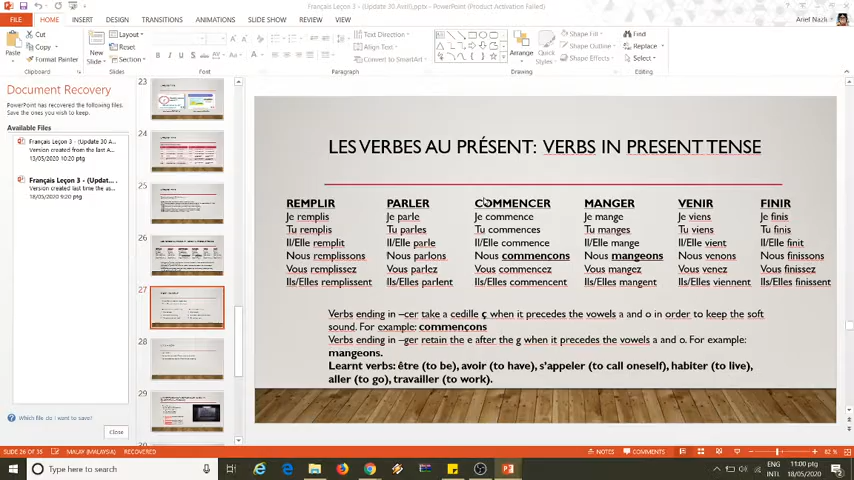 Français Leçon 3 - (Update 30 Avril).pptx - PowerPoint (Product Activation Failed)
FILE HOME INSERT DESIGN TRANSITIONS ANIMATIONS SLIDE SHOW REVIEW VIEW
Ariel Nazk
Paste
Cut
Copy
Format Painter
Clipboard
New Slide
Layout
Reset
Section
Slides
Font
Text Direction
Align Text
Convert to SmartArt
Paragraph
Arrange
Quick Styles
Shape Fill
Shape Outline
Shape Effects
Drawing
Find
Replace
Select
Editing
Document Recovery
PowerPoint has recovered the following files.
Save the ones you wish to keep.
Available Files
Français Leçon 3 - (Updat...
Version created from the last A...
13/05/2020 10:20 ptg
Français Leçon 3 - (Updat...
Version created last time the as...
18/05/2020 9:20 ptg
Which file do I want to save?
Close
23
24
25
26
27
28
29
LES VERBES AU PRÉSENT: VERBS IN PRESENT TENSE
REMPLIR PARLER COMMENCER MANGER VENIR FINIR
Je remplis Je parle Je commence Je mange Je viens Je finis
Tu remplis Tu parles Tu commences Tu manges Tu viens Tu finis
Il/Elle remplit Il/Elle parle Il/Elle commence Il/Elle mange Il/Elle vient Il/Elle finit
Nous remplissons Nous parlons Nous commencons Nous mangeons Nous venons Nous finissons
Vous remplissez Vous parlez Vous commencez Vous mangez Vous venez Vous finissez
Ils/Elles remplissent Ils/Elles parlent Ils/Elles commencent Ils/Elles mangent Ils/Elles viennent Ils/Elles finissent
Verbs ending in –cer take a cedille ç when it precedes the vowels a and o in order to keep the soft
sound. For example: commençons
Verbs ending in –ger retain the e after the g when it precedes the vowels a and o. For example:
mangeons.
Learnt verbs: être (to be), avoir (to have), s'appeler (to call oneself), habiter (to live),
aller (to go), travailler (to work).
SLIDE 26 OF 35 MALAY (MALAYSIA) RECOVERED
NOTES COMMENTS 82 %
Type here to search
ENG
INTL
11:00 ptg
18/05/2020